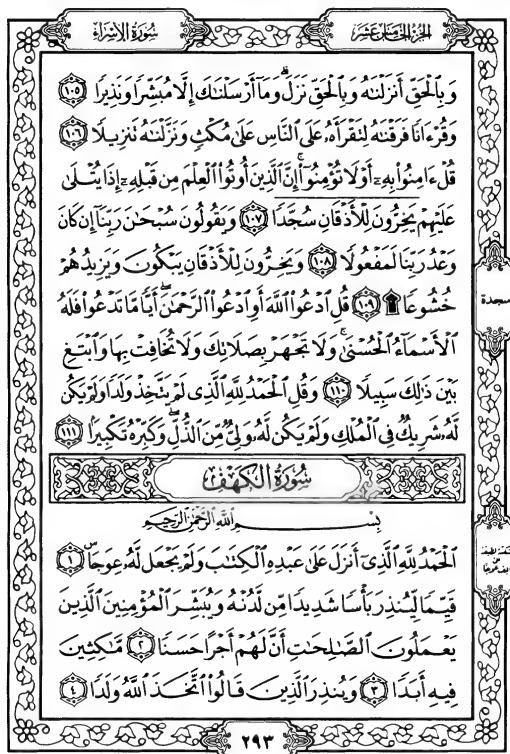 الجزء الخامس عشر
سورة الإسراء
وَبِٱلْحَقِّ أَنزَلْنَٰهُ وَبِٱلْحَقِّ نَزَلَ ۗ وَمَآ أَرْسَلْنَٰكَ إِلَّا مُبَشِّرًا وَنَذِيرًا ١٠٥
وَقُرْءَانًا فَرَقْنَٰهُ لِتَقْرَأَهُۥ عَلَى ٱلنَّاسِ عَلَىٰ مُكْثٍ وَنَزَّلْنَٰهُ تَنزِيلًا ١٠٦
قُلْ ءَامِنُوا۟ بِهِۦٓ أَوْ لَا تُؤْمِنُوٓا۟ ۚ إِنَّ ٱلَّذِينَ أُوتُوا۟ ٱلْعِلْمَ مِن قَبْلِهِۦٓ إِذَا يُتْلَىٰ
عَلَيْهِمْ يَخِرُّونَ لِلْأَذْقَانِ سُجَّدًا ١٠٧ وَيَقُولُونَ سُبْحَٰنَ رَبِّنَآ إِن كَانَ
وَعْدُ رَبِّنَا لَمَفْعُولًا ١٠٨ وَيَخِرُّونَ لِلْأَذْقَانِ يَبْكُونَ وَيَزِيدُهُمْ
خُشُوعًا ۩ ١٠٩ قُلِ ٱدْعُوا۟ ٱللَّهَ أَوِ ٱدْعُوا۟ ٱلرَّحْمَٰنَ ۖ أَيًّا مَّا تَدْعُوا۟ فَلَهُ
ٱلْأَسْمَآءُ ٱلْحُسْنَىٰ ۚ وَلَا تَجْهَرْ بِصَلَاتِكَ وَلَا تُخَافِتْ بِهَا وَٱبْتَغِ
بَيْنَ ذَٰلِكَ سَبِيلًا ١١٠ وَقُلِ ٱلْحَمْدُ لِلَّهِ ٱلَّذِى لَمْ يَتَّخِذْ وَلَدًا وَلَمْ يَكُن
لَّهُۥ شَرِيكٌ فِى ٱلْمُلْكِ وَلَمْ يَكُن لَّهُۥ وَلِىٌّ مِّنَ ٱلذُّلِّ ۖ وَكَبِّرْهُ تَكْبِيرًۢا ١١١
سجدة
سورة الكهف
بِسْمِ ٱللَّهِ ٱلرَّحْمَٰنِ ٱلرَّحِيمِ
ٱلْحَمْدُ لِلَّهِ ٱلَّذِىٓ أَنزَلَ عَلَىٰ عَبْدِهِ ٱلْكِتَٰبَ وَلَمْ يَجْعَل لَّهُۥ عِوَجَا ۜ ١
قَيِّمًا لِّيُنذِرَ بَأْسًا شَدِيدًا مِّن لَّدُنْهُ وَيُبَشِّرَ ٱلْمُؤْمِنِينَ ٱلَّذِينَ
يَعْمَلُونَ ٱلصَّٰلِحَٰتِ أَنَّ لَهُمْ أَجْرًا حَسَنًا ٢ مَّٰكِثِينَ
فِيهِ أَبَدًا ٣ وَيُنذِرَ ٱلَّذِينَ قَالُوا۟ ٱتَّخَذَ ٱللَّهُ وَلَدًا ٤
٢٩٣